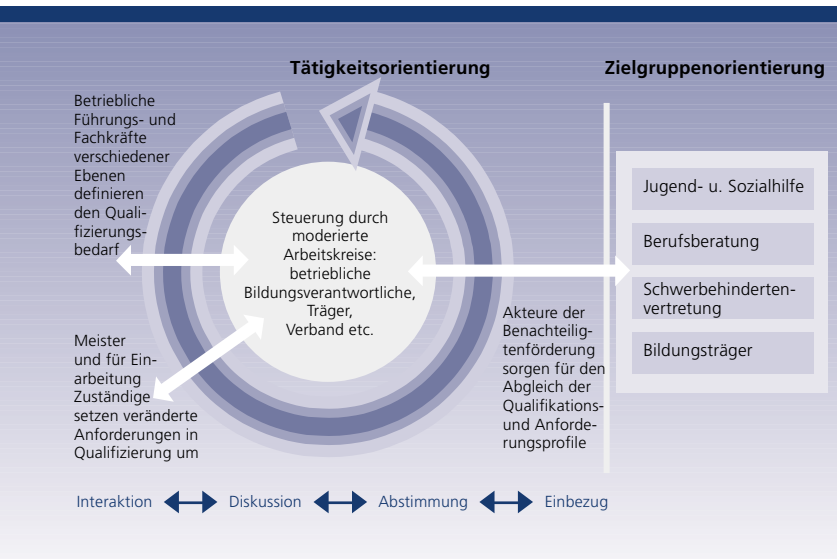 Tätigkeitsorientierung
Zielgruppenorientierung
Betriebliche
Führungs- und
Fachkräfte
verschiedener
Ebenen
definieren
den Quali-
fizierungs-
bedarf
Steuerung durch
moderierte
Arbeitskreise:
betriebliche
Bildungsverantwortliche,
Träger,
Verband etc.
Meister
und für Ein-
arbeitung
Zuständige
setzen veränderte
Anforderungen in
Qualifizierung um
Akteure der
Benachteilig-
tenförderung
sorgen für den
Abgleich der
Qualifikations-
und Anforde-
rungsprofile
Jugend- u. Sozialhilfe
Berufsberatung
Schwerbehinderten-
vertretung
Bildungsträger
Interaktion Diskussion Abstimmung Einbezug